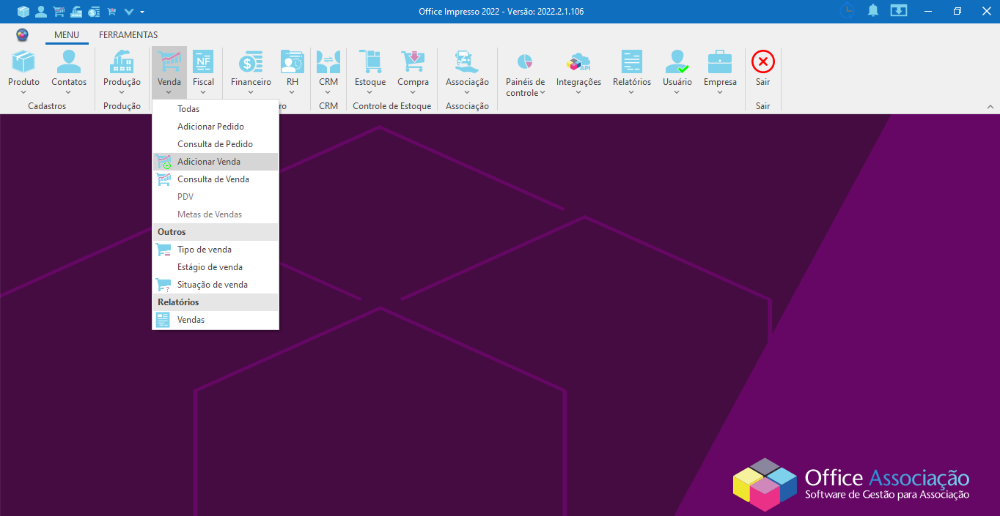 Office Impresso 2022 - Versão: 2022.2.1.106
MENU
FERRAMENTAS
Produto
Contatos
Cadastros
Produção
Produção
Venda
NF
Fiscal
Financeiro
RH
ro
CRM
CRM
Estoque
Compra
Controle de Estoque
Associação
Associação
Painéis de
controle
API
Integrações
Relatórios
Usuário
Empresa
Sair
Sair
Todas
Adicionar Pedido
Consulta de Pedido
Adicionar Venda
Consulta de Venda
PDV
Metas de Vendas
Outros
Tipo de venda
Estágio de venda
Situação de venda
Relatórios
Vendas
Office Associação
Software de Gestão para Associação